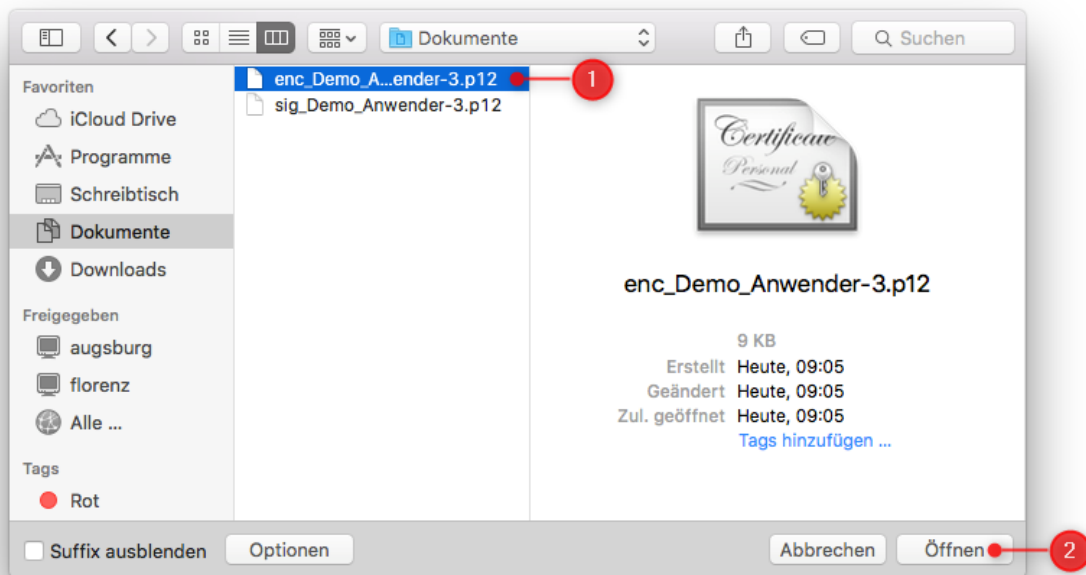 Dokumente
Suchen
Favoriten
iCloud Drive
Programme
Schreibtisch
Dokumente
Downloads
Freigegeben
augsburg
florenz
Alle ...
Tags
Rot
enc_Demo_A...ender-3.p12
1
sig_Demo_Anwender-3.p12
Certificate
Personal
enc_Demo_Anwender-3.p12
9 KB
Erstellt Heute, 09:05
Geändert Heute, 09:05
Zul. geöffnet Heute, 09:05
Tags hinzufügen ...
Suffix ausblenden
Optionen
Abbrechen
Öffnen
2